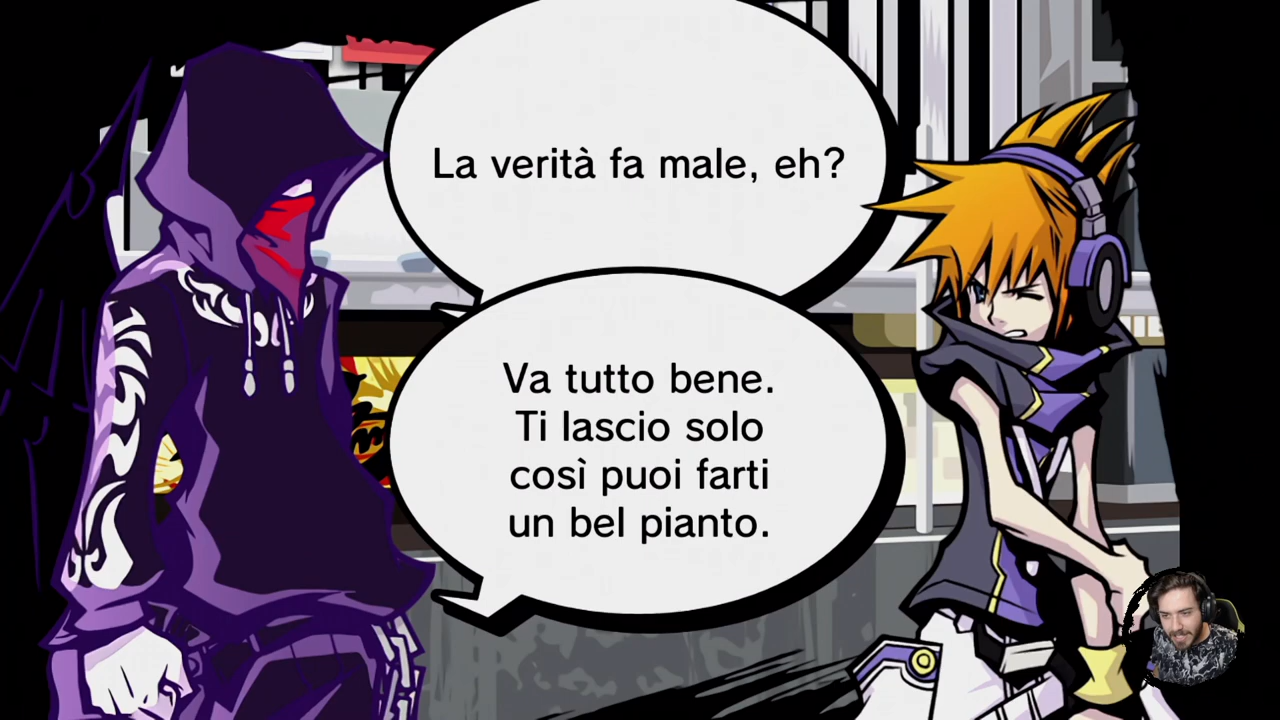 La verità fa male, eh?
Va tutto bene.
Ti lascio solo
così puoi farti
un bel pianto.